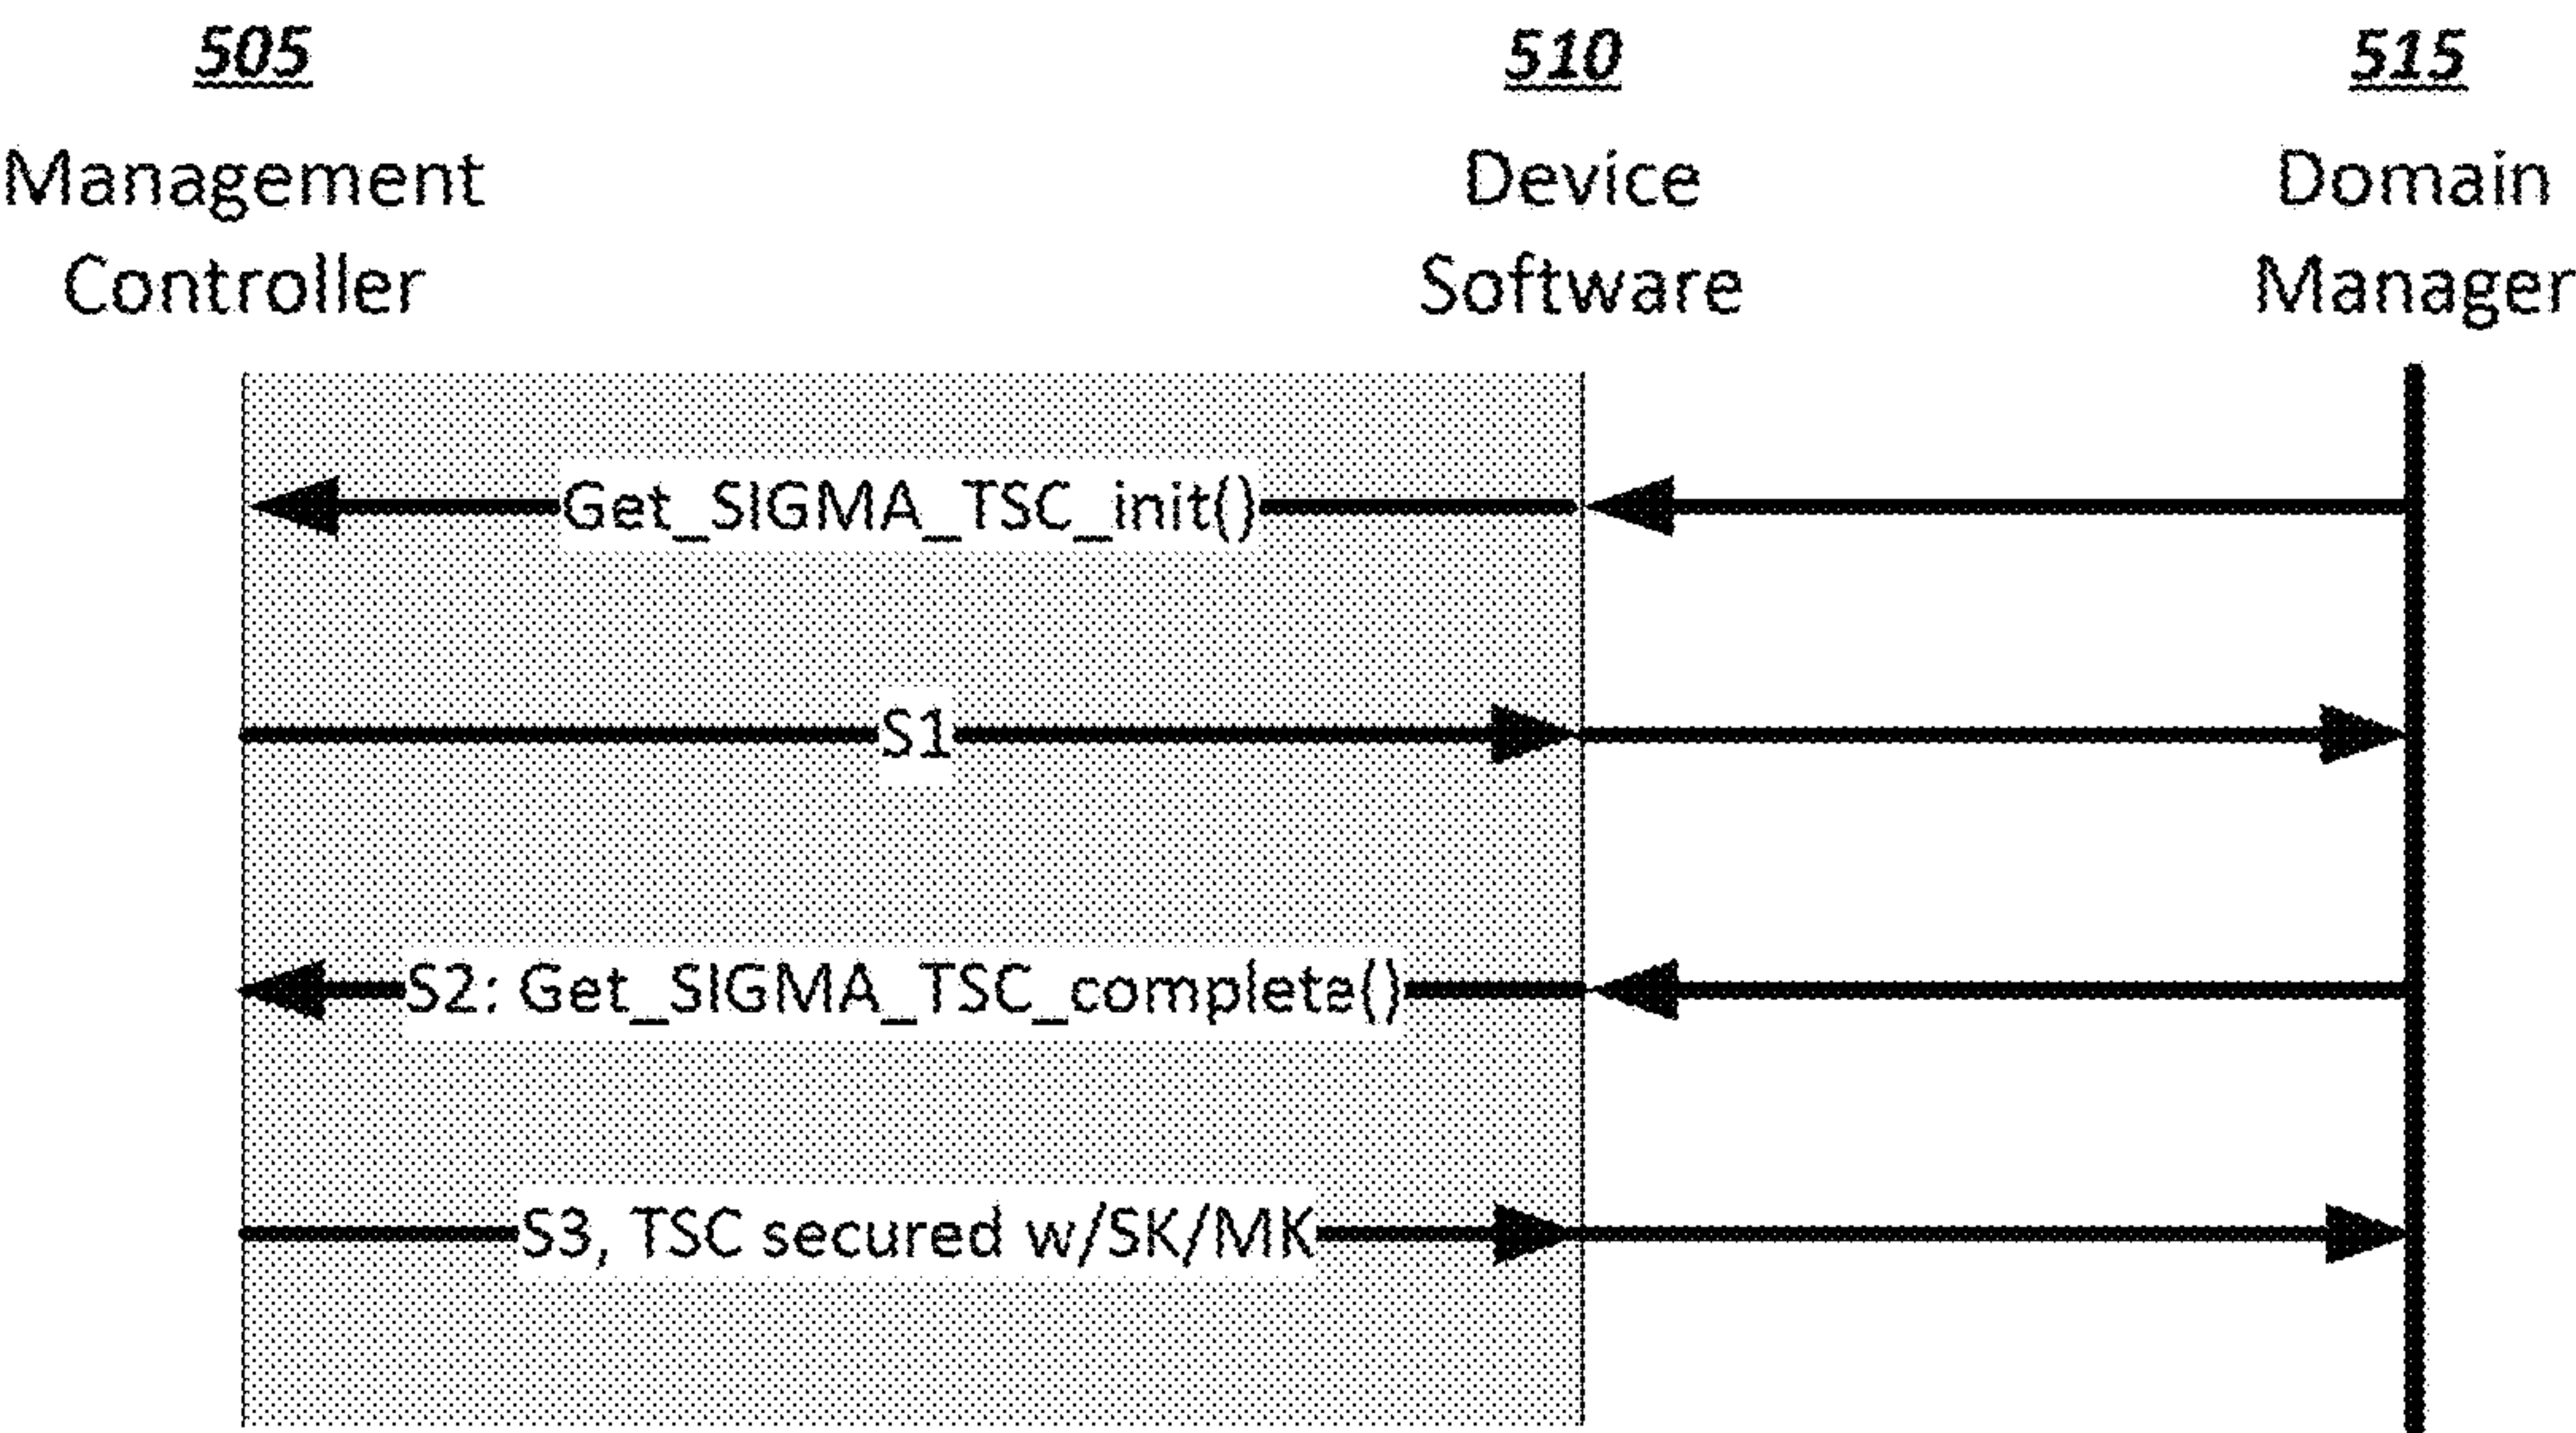 505
Management
Controller
510
Device
Software
515
Domain
Manager
Get_SIGMA_TSC_init()
S1
S2: Get_SIGMA_TSC_complete()
S3, TSC secured w/SK/MK